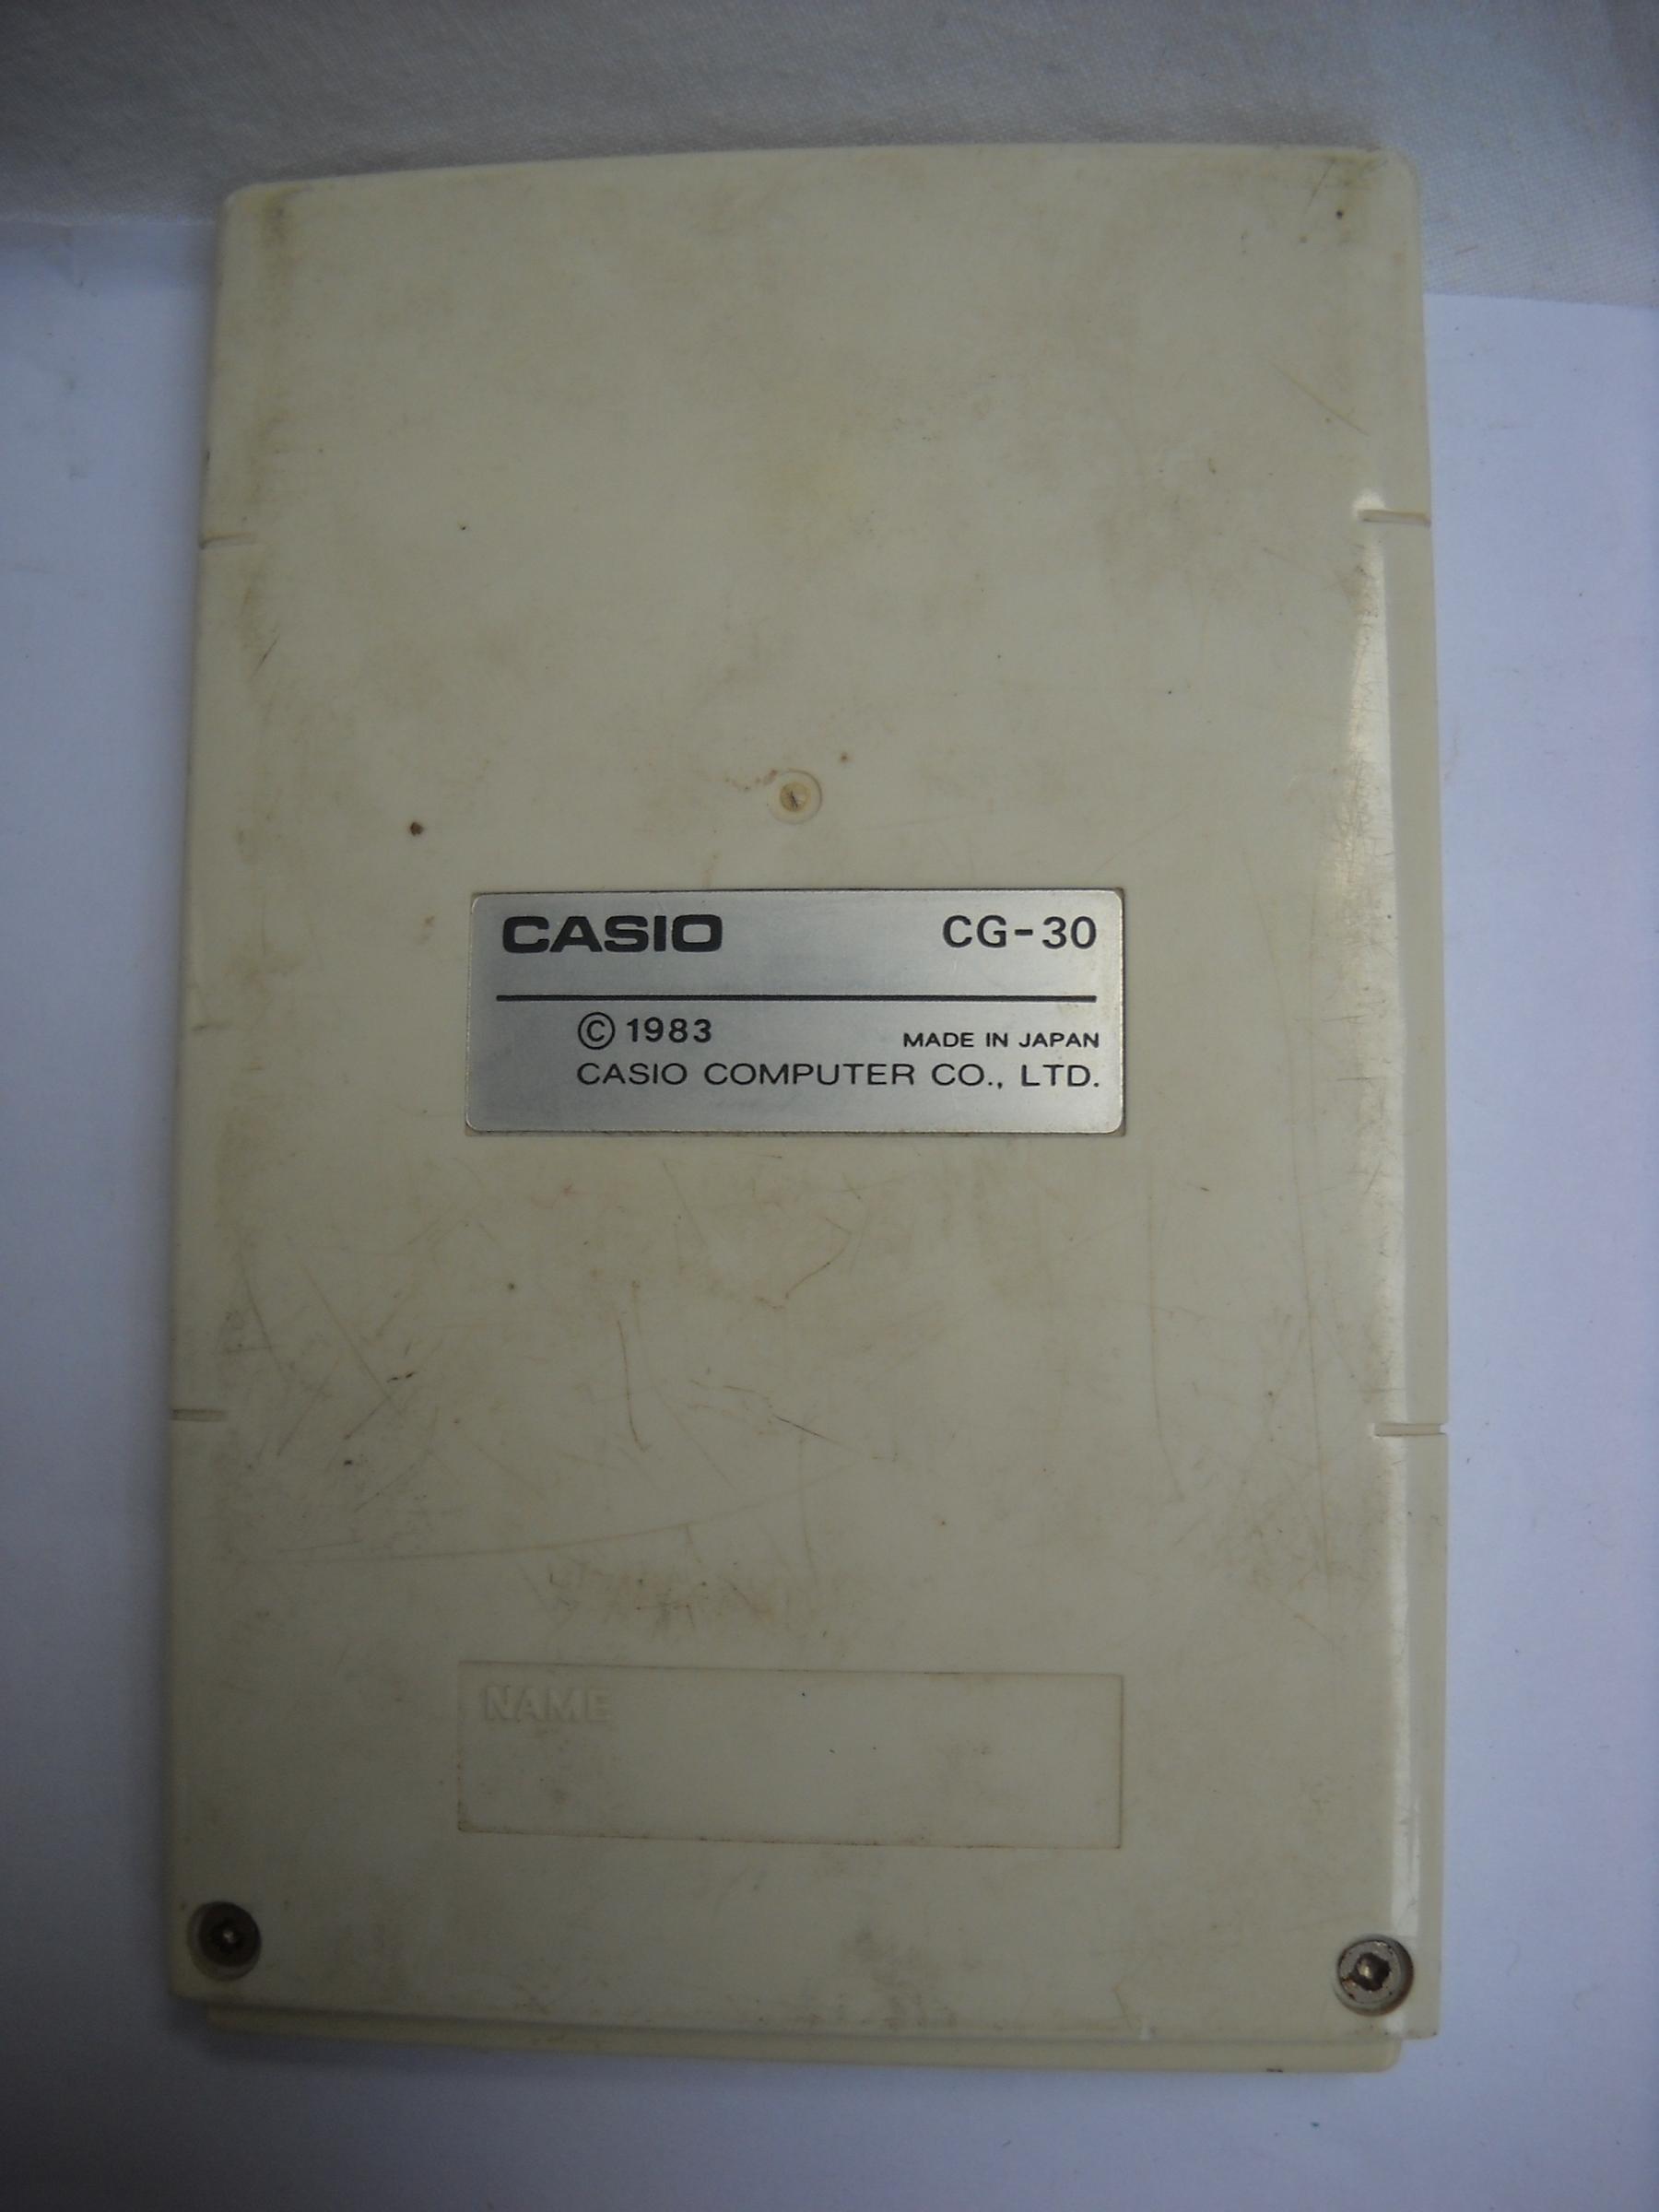 CASIO CG-30
© 1983 MADE IN JAPAN
CASIO COMPUTER CO., LTD.
NAME